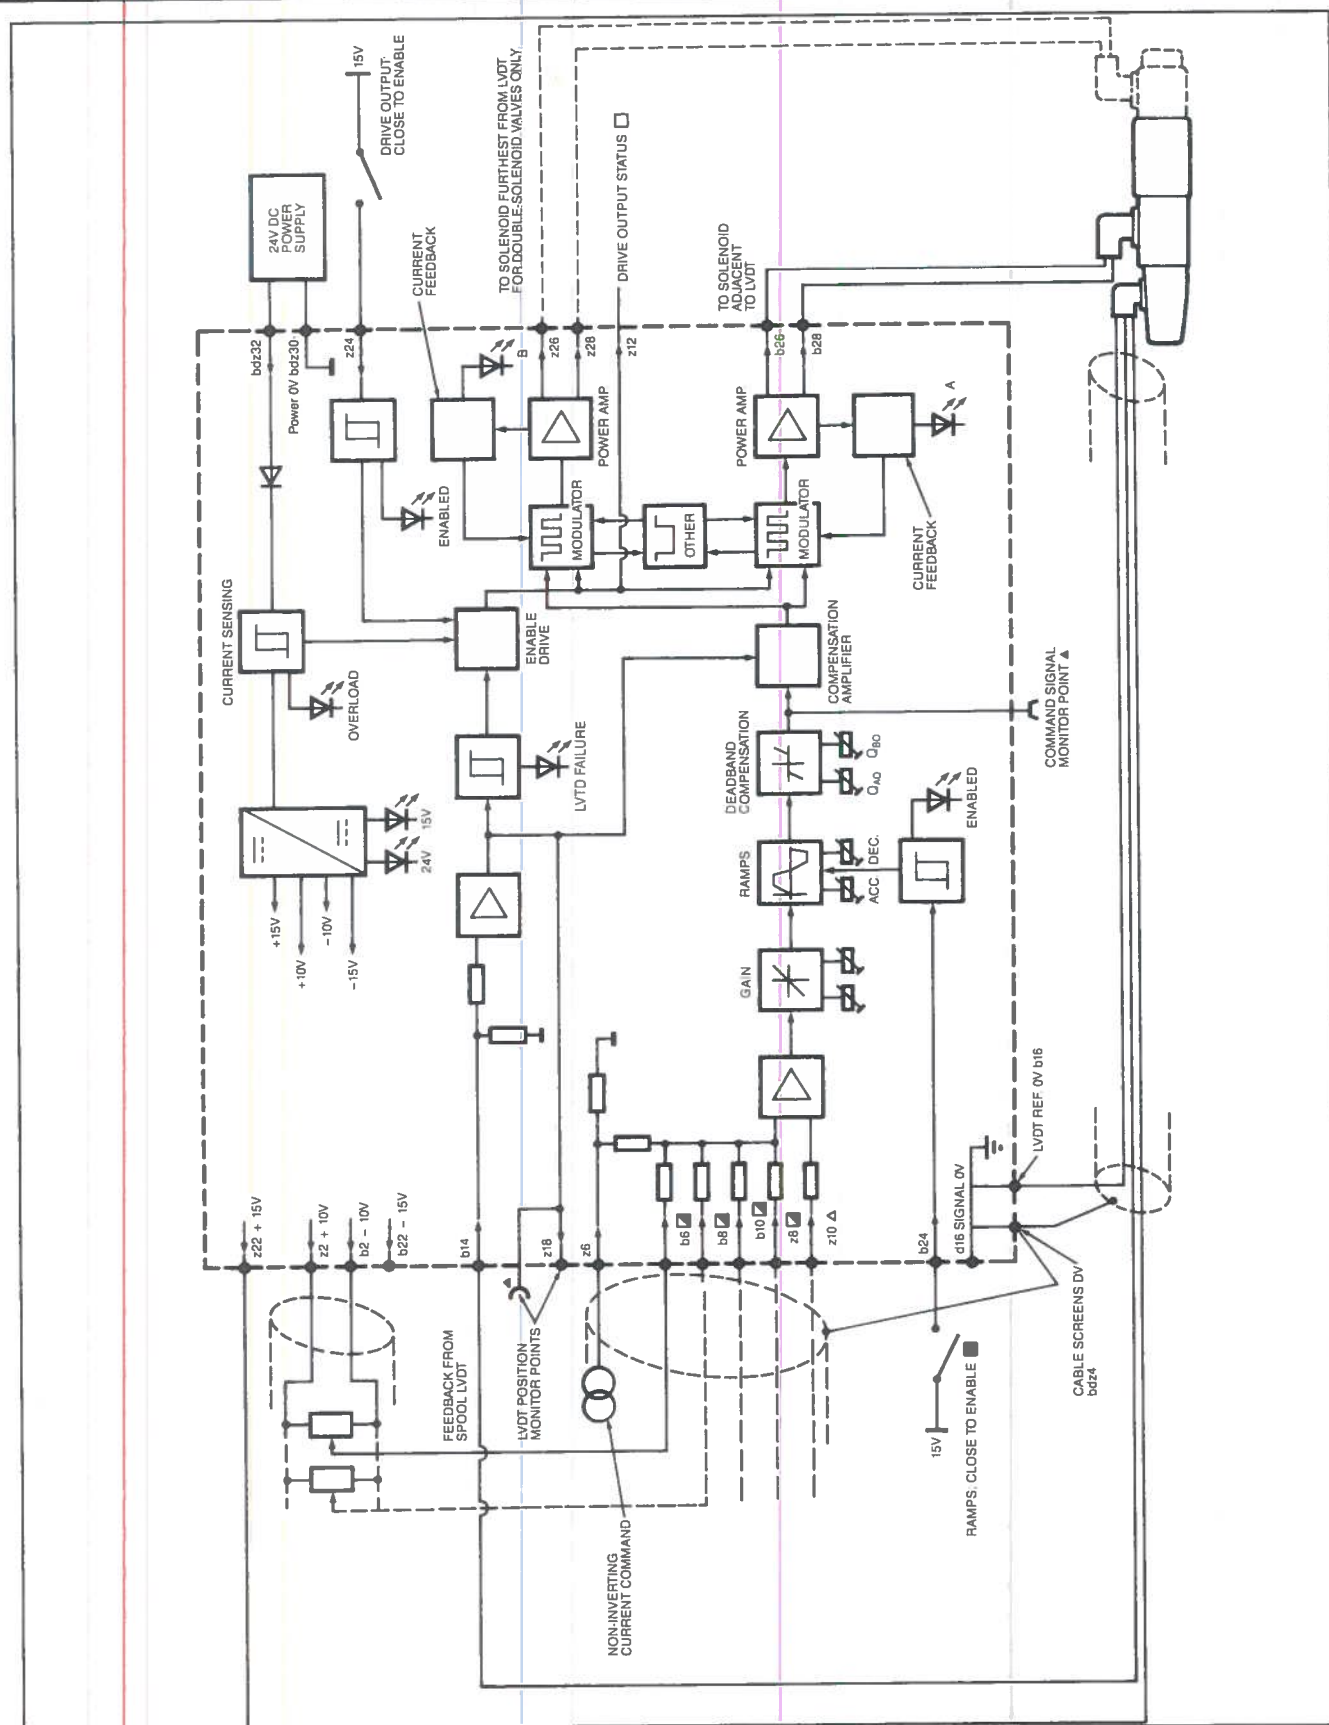 z22 + 15V
z2 + 10V
b2 - 10V
b22 - 15V
FEEDBACK FROM
SPOOL LVDT
b14
LVDT POSITION
MONITOR POINTS
z18
z6
NON-INVERTING
CURRENT COMMAND
b6
b8
b10
z8
z10 △
b24
15V
RAMPS; CLOSE TO ENABLE
d16 SIGNAL 0V
LVDT REF. 0V b16
CABLE SCREENS DV
bdz4
+15V
+10V
-10V
-15V
24V
15V
CURRENT SENSING
OVERLOAD
LVTD FAILURE
ENABLE
DRIVE
ENABLED
GAIN
RAMPS
ACC.
DEC.
ENABLED
DEADBAND
COMPENSATION
QAO
QBO
COMPENSATION
AMPLIFIER
COMMAND SIGNAL
MONITOR POINT ▲
MODULATOR
OTHER
MODULATOR
CURRENT
FEEDBACK
POWER AMP
POWER AMP
A
B
CURRENT
FEEDBACK
bdz32
Power 0V bdz30
z24
z26
z28
z12
b26
b28
24V DC
POWER
SUPPLY
15V
DRIVE OUTPUT-
CLOSE TO ENABLE
TO SOLENOID FURTHEST FROM LVDT
FOR DOUBLE-SOLENOID VALVES ONLY
DRIVE OUTPUT STATUS □
TO SOLENOID
ADJACENT
TO LVDT